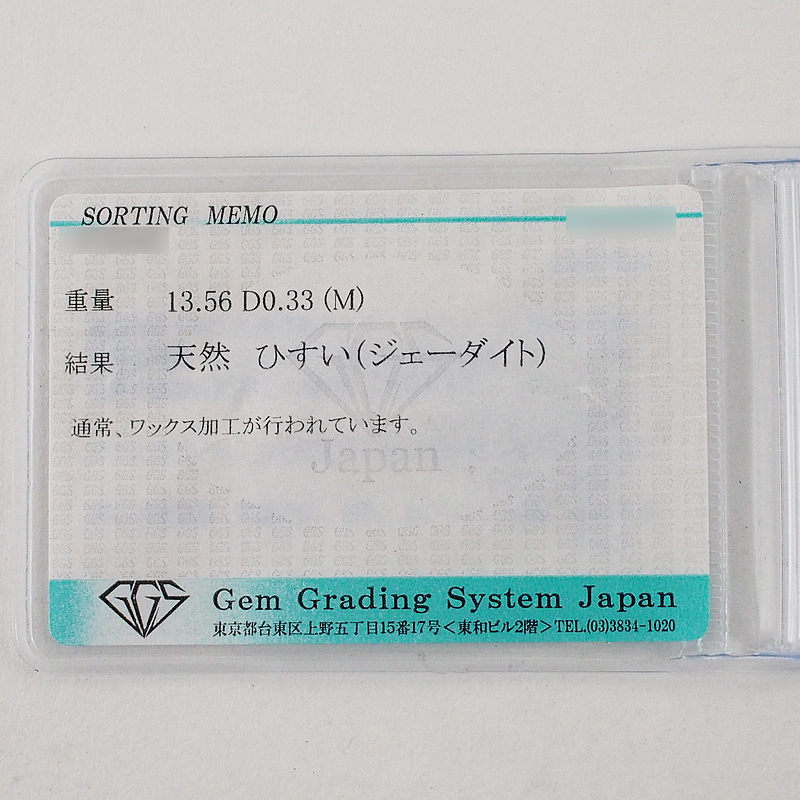 SORTING MEMO
重量 13.56 D0.33 (M)
結果 天然 ひすい(ジェーダイト)
通常、ワックス加工が行われています。
Japan
GGS
Gem Grading System Japan
東京都台東区上野五丁目15番17号<東和ビル2階>TEL.(03)3834-1020